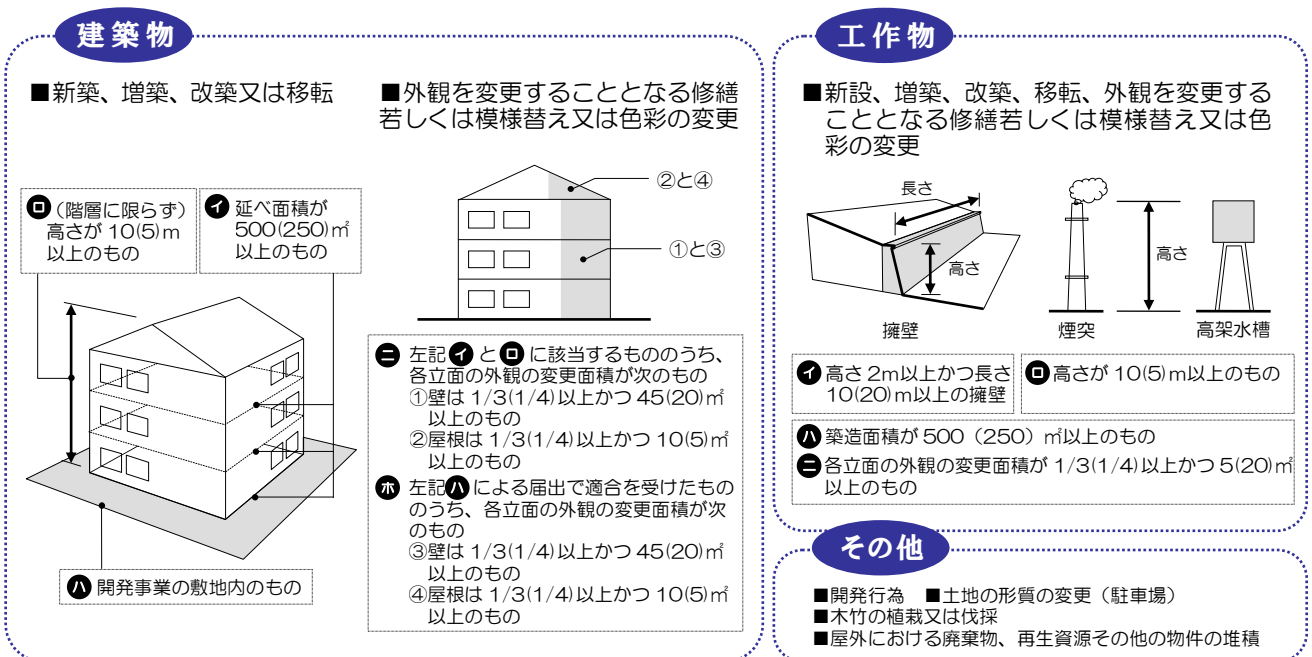 建築物
■新築、増築、改築又は移転
ロ（階層に限らず）
高さが 10(5)ｍ
以上のもの
イ 延べ面積が
500(250)㎡
以上のもの
ハ 開発事業の敷地内のもの
■外観を変更することとなる修繕
若しくは模様替え又は色彩の変更
②と④
①と③
ニ 左記イとロに該当するもののうち、
各立面の外観の変更面積が次のもの
①壁は 1/3(1/4)以上かつ 45(20)㎡
以上のもの
②屋根は 1/3(1/4)以上かつ 10(5)㎡
以上のもの
ホ 左記ハによる届出で適合を受けたもの
のうち、各立面の外観の変更面積が次
のもの
③壁は 1/3(1/4)以上かつ 45(20)㎡
以上のもの
④屋根は 1/3(1/4)以上かつ 10(5)㎡
以上のもの
工作物
■新設、増築、改築、移転、外観を変更する
こととなる修繕若しくは模様替え又は色
彩の変更
長さ
高さ
擁壁
高さ
煙突
高架水槽
イ 高さ 2ｍ以上かつ長さ
10(20)ｍ以上の擁壁
ロ 高さが 10(5)ｍ以上のもの
ハ 築造面積が 500（250）㎡以上のもの
ニ 各立面の外観の変更面積が 1/3(1/4)以上かつ 5(20)㎡
以上のもの
その他
■開発行為　■土地の形質の変更（駐車場）
■木竹の植栽又は伐採
■屋外における廃棄物、再生資源その他の物件の堆積